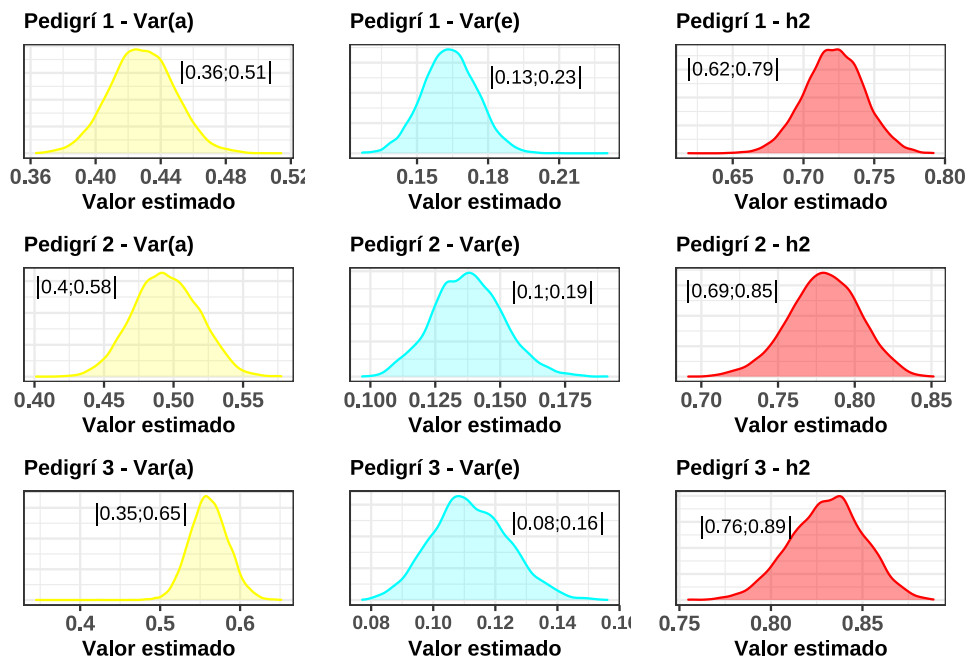 Pedigrí 1 - Var(a)
Pedigrí 1 - Var(e)
Pedigrí 1 - h2
|0.36;0.51|
|0.13;0.23|
|0.62;0.79|
0.36 0.40 0.44 0.48 0.52
0.15 0.18 0.21
0.65 0.70 0.75 0.80
Valor estimado
Valor estimado
Valor estimado
Pedigrí 2 - Var(a)
Pedigrí 2 - Var(e)
Pedigrí 2 - h2
|0.4;0.58|
|0.1;0.19|
|0.69;0.85|
0.40 0.45 0.50 0.55
0.100 0.125 0.150 0.175
0.70 0.75 0.80 0.85
Valor estimado
Valor estimado
Valor estimado
Pedigrí 3 - Var(a)
Pedigrí 3 - Var(e)
Pedigrí 3 - h2
|0.35;0.65|
|0.08;0.16|
|0.76;0.89|
0.4 0.5 0.6
0.08 0.10 0.12 0.14
0.75 0.80 0.85
Valor estimado
Valor estimado
Valor estimado